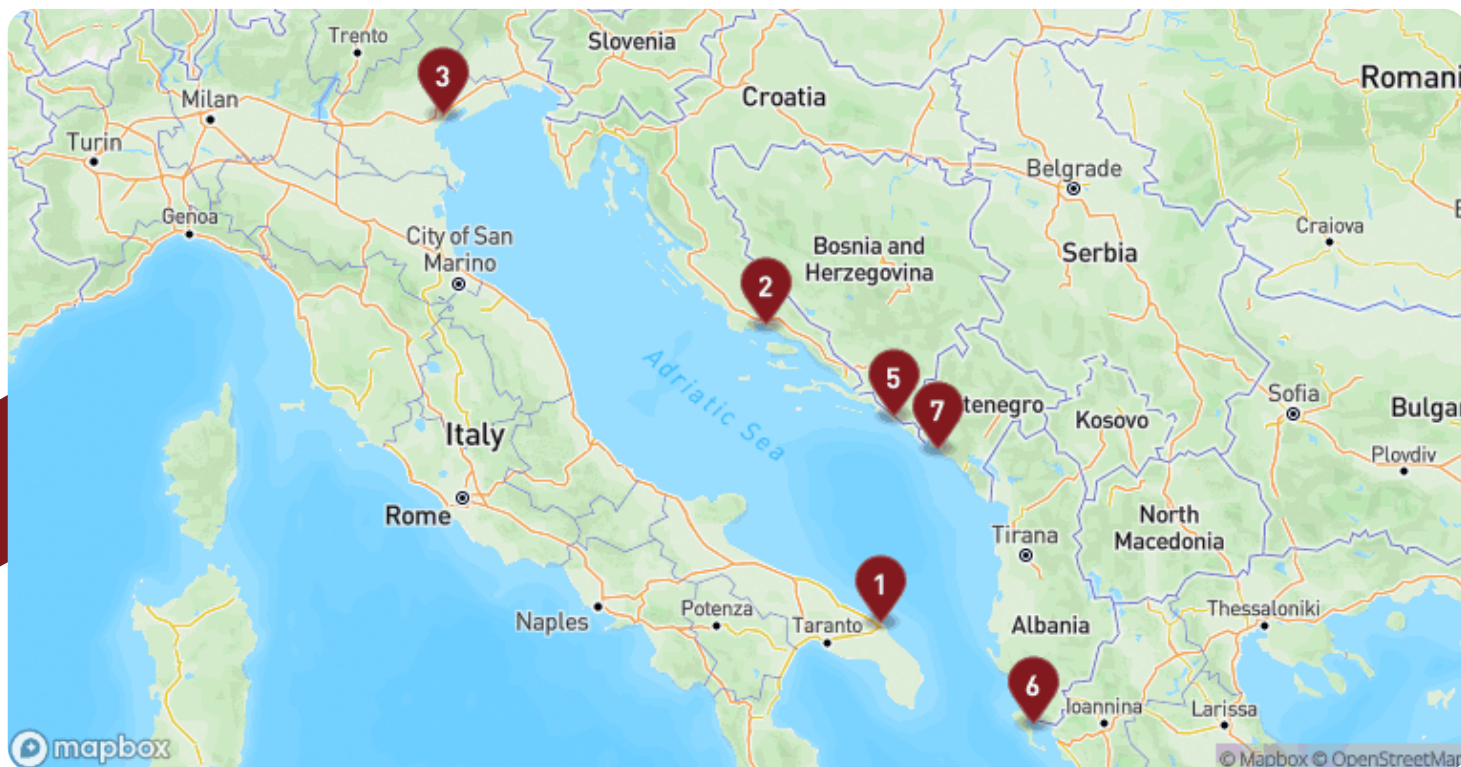 Trento
Slovenia
Romani
3
Croatia
Milan
Turin
Belgrade
Genoa
City of San
Marino
Bosnia and
Herzegovina
Serbia
Craiova
2
Adriatic Sea
5
7
tenegro
Kosovo
Sofia
Bulgar
Italy
Plovdiv
Rome
North
Macedonia
Tirana
1
Naples
Potenza
Taranto
Albania
Thessaloniki
6
Ioannina
Larissa
mapbox
© Mapbox © OpenStreetMap